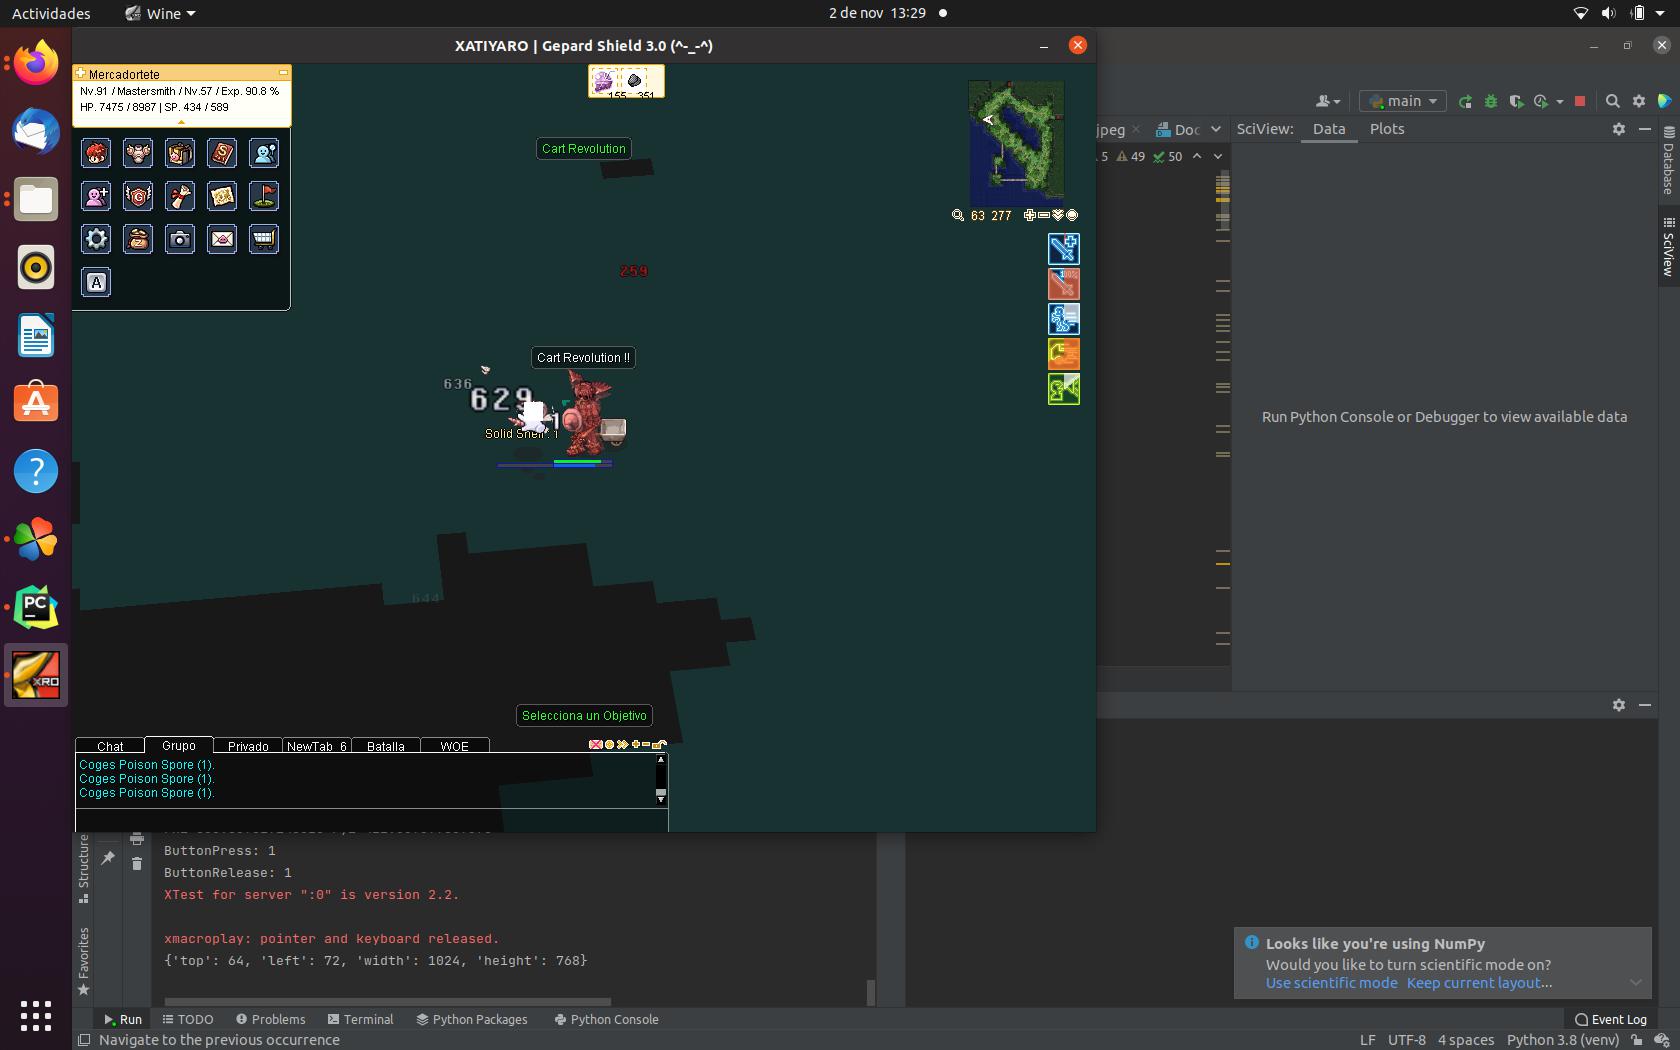 Actividades
Wine
2 de nov 13:29
XATIYARO | Gepard Shield 3.0 (^-_-^)
Mercadortete
Nv.91 / Mastersmith / Nv.57 / Exp. 90.8 %
HP. 7475 / 8987 | SP. 434 / 589
155 351
Cart Revolution
63 277
259
Cart Revolution !!
636
629
Solid Shell : 1
644
Selecciona un Objetivo
Chat
Grupo
Privado
NewTab_6
Batalla
WOE
Coges Poison Spore (1).
Coges Poison Spore (1).
Coges Poison Spore (1).
main
jpeg
Doc
SciView:
Data
Plots
5 49 50
Run Python Console or Debugger to view available data
Database
SciView
PC
XRO
A
Structure
Favorites
ButtonPress: 1
ButtonRelease: 1
XTest for server ":0" is version 2.2.
xmacroplay: pointer and keyboard released.
{'top': 64, 'left': 72, 'width': 1024, 'height': 768}
Looks like you're using NumPy
Would you like to turn scientific mode on?
Use scientific mode Keep current layout...
Run
TODO
Problems
Terminal
Python Packages
Python Console
Event Log
Navigate to the previous occurrence
LF UTF-8 4 spaces Python 3.8 (venv)